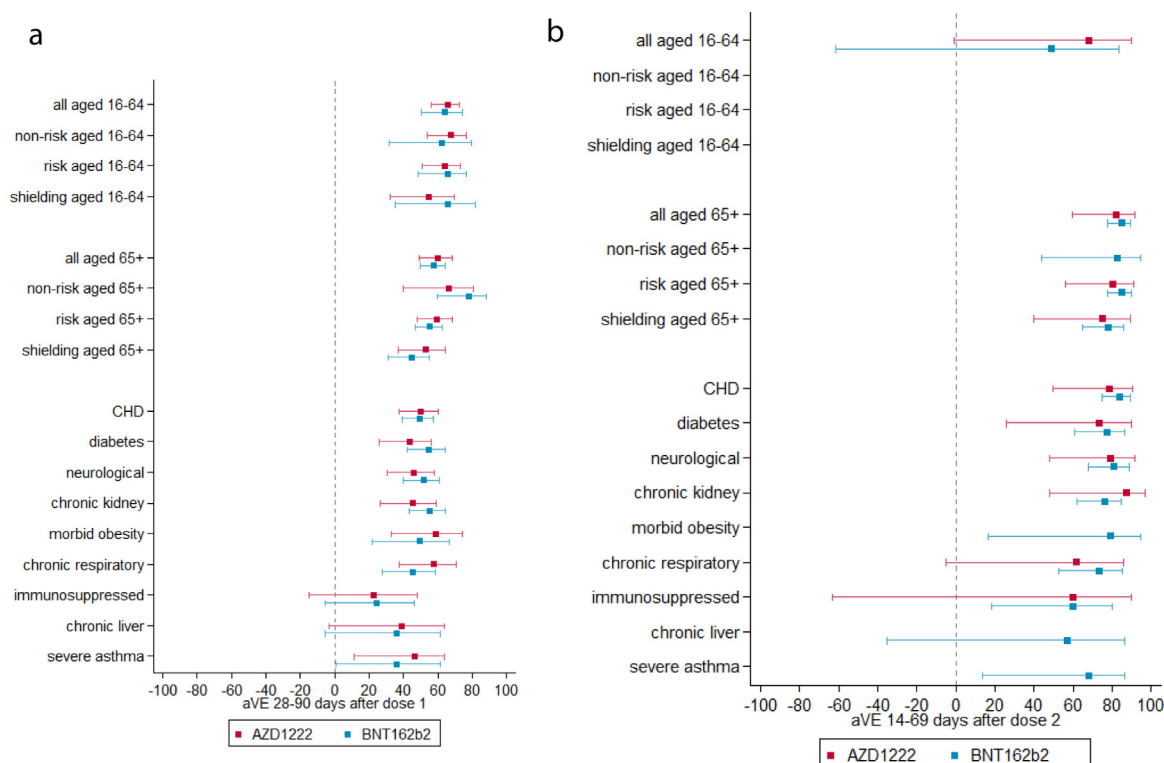 a
all aged 16-64
non-risk aged 16-64
risk aged 16-64
shielding aged 16-64
all aged 65+
non-risk aged 65+
risk aged 65+
shielding aged 65+
CHD
diabetes
neurological
chronic kidney
morbid obesity
chronic respiratory
immunosuppressed
chronic liver
severe asthma
-100 -80 -60 -40 -20 0 20 40 60 80 100
aVE 28-90 days after dose 1
AZD1222 BNT162b2
b
all aged 16-64
non-risk aged 16-64
risk aged 16-64
shielding aged 16-64
all aged 65+
non-risk aged 65+
risk aged 65+
shielding aged 65+
CHD
diabetes
neurological
chronic kidney
morbid obesity
chronic respiratory
immunosuppressed
chronic liver
severe asthma
-100 -80 -60 -40 -20 0 20 40 60 80 100
aVE 14-69 days after dose 2
AZD1222 BNT162b2